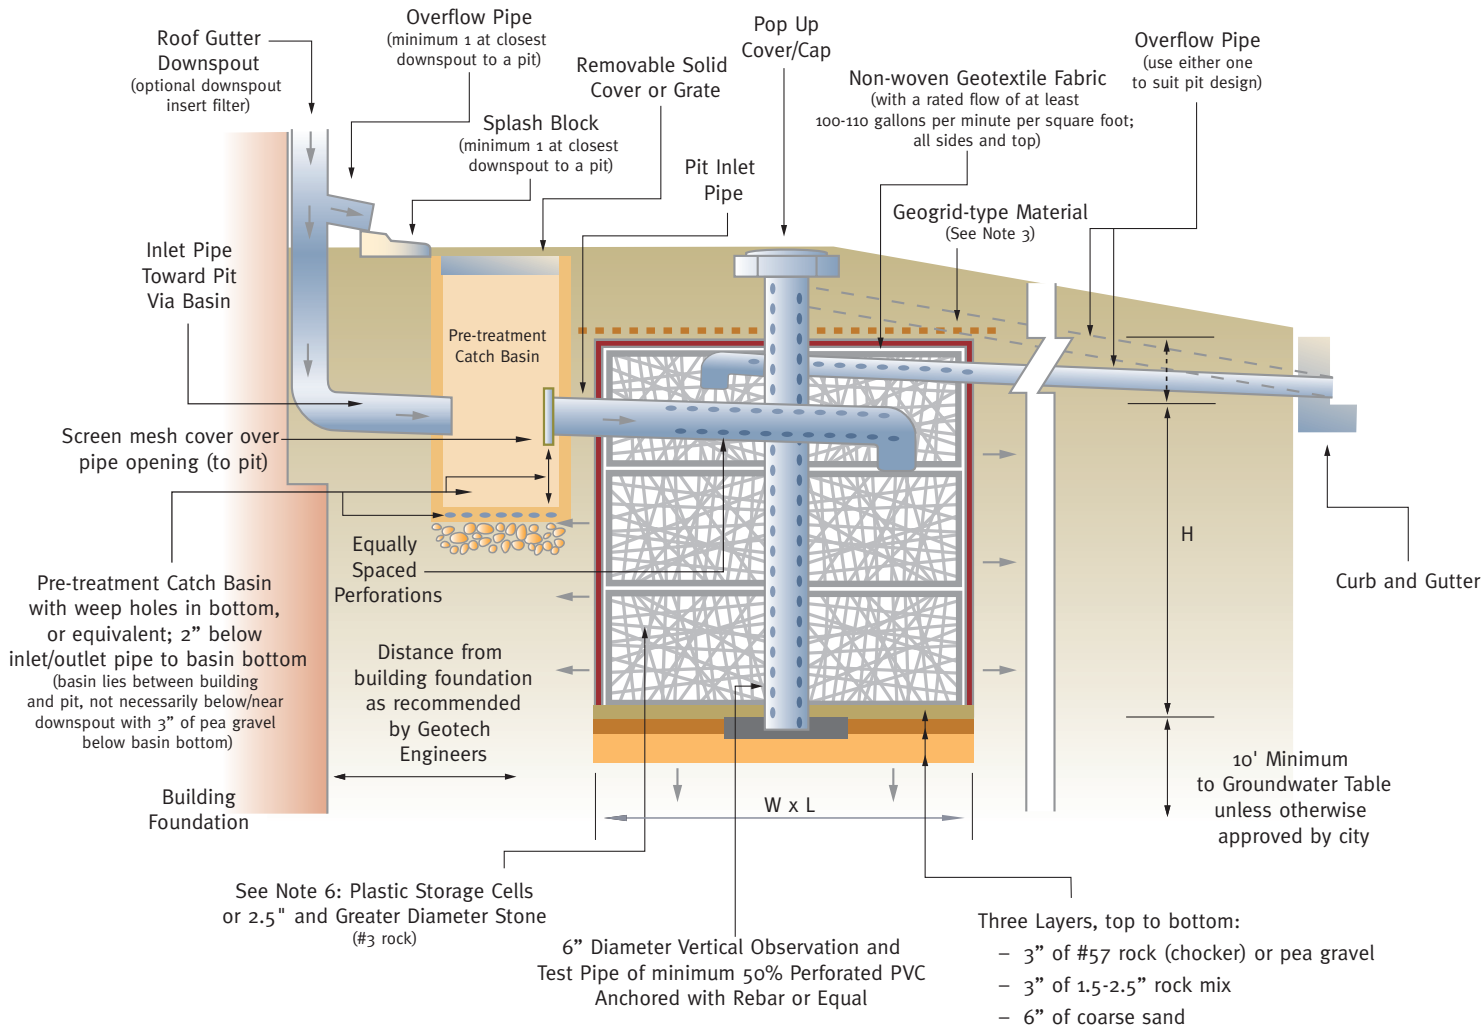 Roof Gutter
Downspout
(optional downspout
insert filter)
Overflow Pipe
(minimum 1 at closest
downspout to a pit)
Splash Block
(minimum 1 at closest
downspout to a pit)
Removable Solid
Cover or Grate
Pit Inlet
Pipe
Pop Up
Cover/Cap
Non-woven Geotextile Fabric
(with a rated flow of at least
100-110 gallons per minute per square foot;
all sides and top)
Geogrid-type Material
(See Note 3)
Overflow Pipe
(use either one
to suit pit design)
Inlet Pipe
Toward Pit
Via Basin
Pre-treatment
Catch Basin
Screen mesh cover over
pipe opening (to pit)
Pre-treatment Catch Basin
with weep holes in bottom,
or equivalent; 2” below
inlet/outlet pipe to basin bottom
(basin lies between building
and pit, not necessarily below/near
downspout with 3” of pea gravel
below basin bottom)
Equally
Spaced
Perforations
Distance from
building foundation
as recommended
by Geotech
Engineers
Building
Foundation
H
Curb and Gutter
10' Minimum
to Groundwater Table
unless otherwise
approved by city
W x L
See Note 6: Plastic Storage Cells
or 2.5" and Greater Diameter Stone
(#3 rock)
6” Diameter Vertical Observation and
Test Pipe of minimum 50% Perforated PVC
Anchored with Rebar or Equal
Three Layers, top to bottom:
– 3” of #57 rock (chocker) or pea gravel
– 3” of 1.5-2.5” rock mix
– 6” of coarse sand